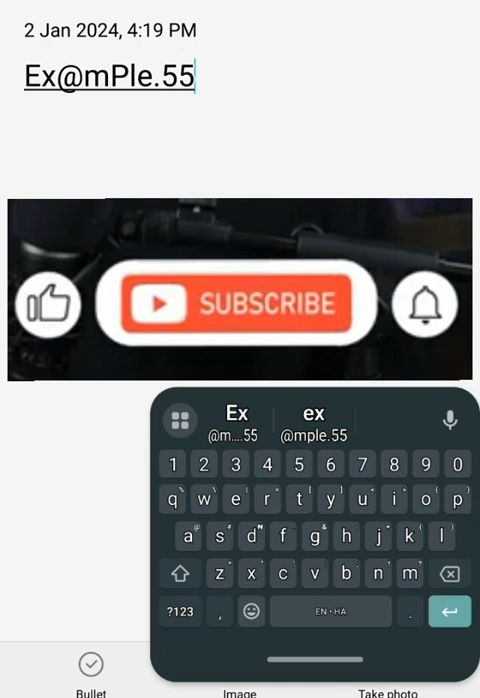 2 Jan 2024, 4:19 PM
Ex@mPle.55
SUBSCRIBE
Ex ex
@m....55 @mple.55
1 2 3 4 5 6 7 8 9 0
q w e r t y u i o p
a s d f g h j k l
z x c v b n m
?123 , EN • HA .
Bullet Image Take photo